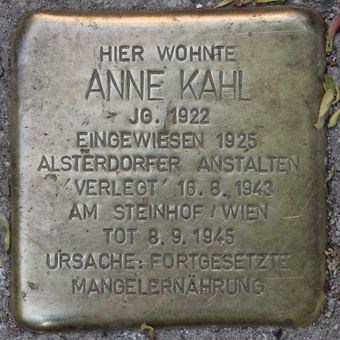 HIER WOHNTE
ANNE KAHL
JG. 1922
EINGEWIESEN 1925
ALSTERDORFER ANSTALTEN
'VERLEGT' 16.8.1943
AM STEINHOF / WIEN
TOT 8.9.1945
URSACHE: FORTGESETZTE
MANGELERNÄHRUNG